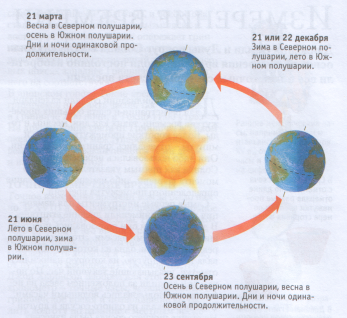 21 марта
Весна в Северном полушарии,
осень в Южном полушарии.
Дни и ночи одинаковой про-
должительности.
21 или 22 декабря
Зима в Северном по-
лушарии, лето в Юж-
ном полушарии.
21 июня
Лето в Северном
полушарии, зима
в Южном полуша-
рии.
23 сентября
Осень в Северном полушарии, весна в
Южном полушарии. Дни и ночи одина-
ковой продолжительности.